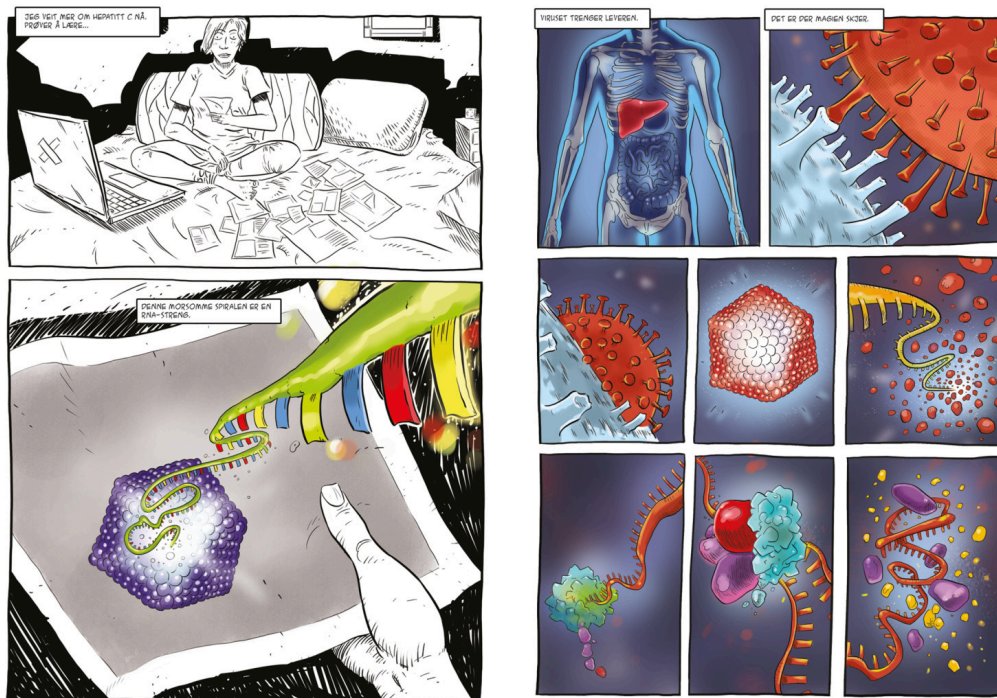 JEG VEIT MER OM HEPATITT C NÅ.
PRØVER Å LÆRE...
DENNE MORSOMME SPIRALEN ER EN
RNA-STRENG.
VIRUSET TRENGER LEVEREN.
DET ER DER MAGIEN SKJER.